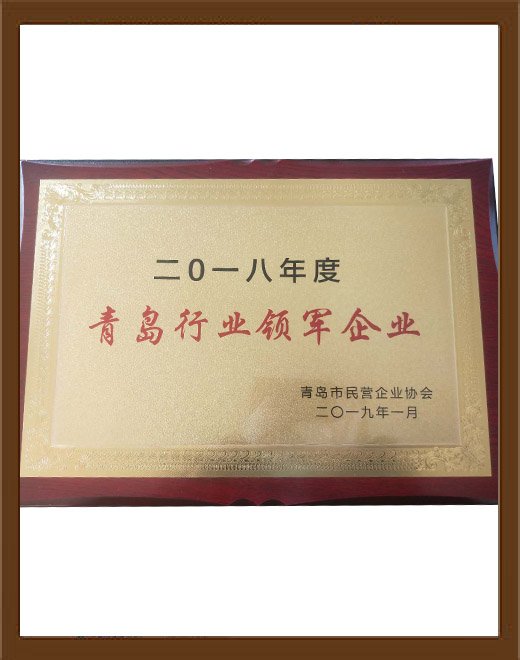 二0一八年度
青岛行业领军企业
青岛市民营企业协会
二〇一九年一月